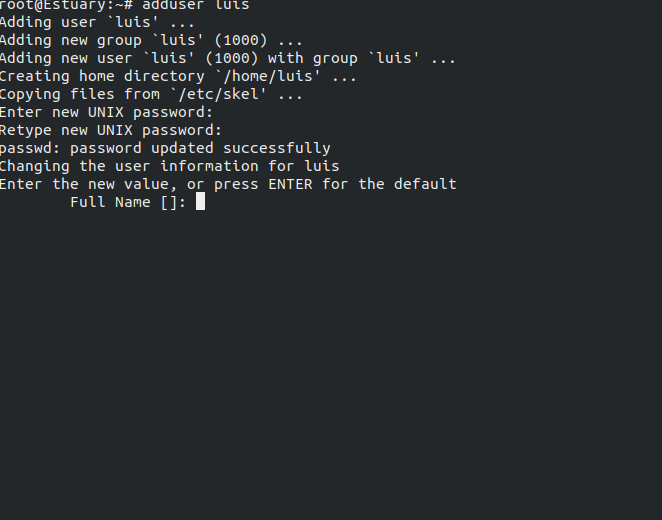 root@Estuary:~# adduser luis
Adding user `luis' ...
Adding new group `luis' (1000) ...
Adding new user `luis' (1000) with group `luis' ...
Creating home directory `/home/luis' ...
Copying files from `/etc/skel' ...
Enter new UNIX password:
Retype new UNIX password:
passwd: password updated successfully
Changing the user information for luis
Enter the new value, or press ENTER for the default
Full Name []: